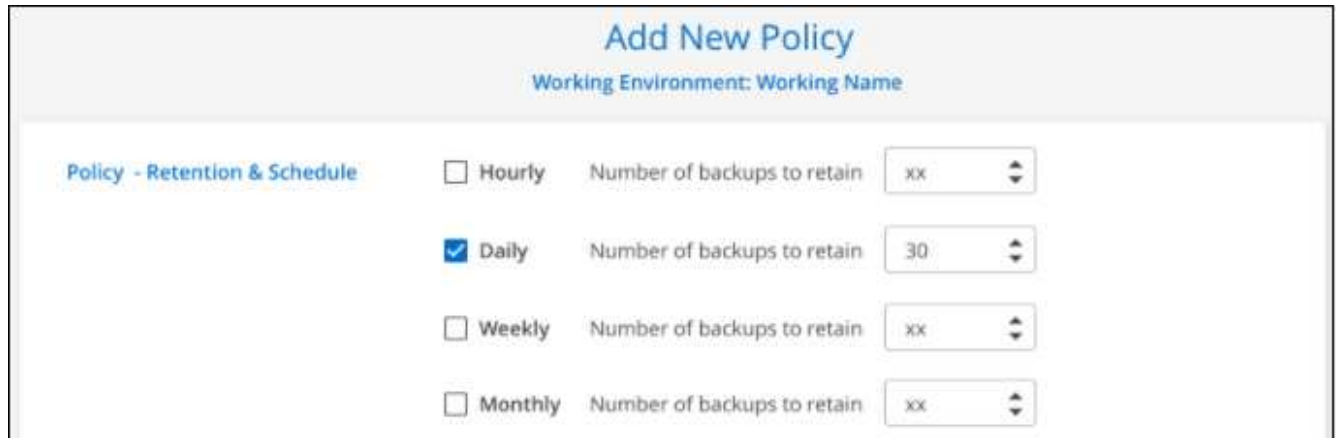 Add New Policy
Working Environment: Working Name
Policy - Retention & Schedule
Hourly Number of backups to retain xx
Daily Number of backups to retain 30
Weekly Number of backups to retain xx
Monthly Number of backups to retain xx